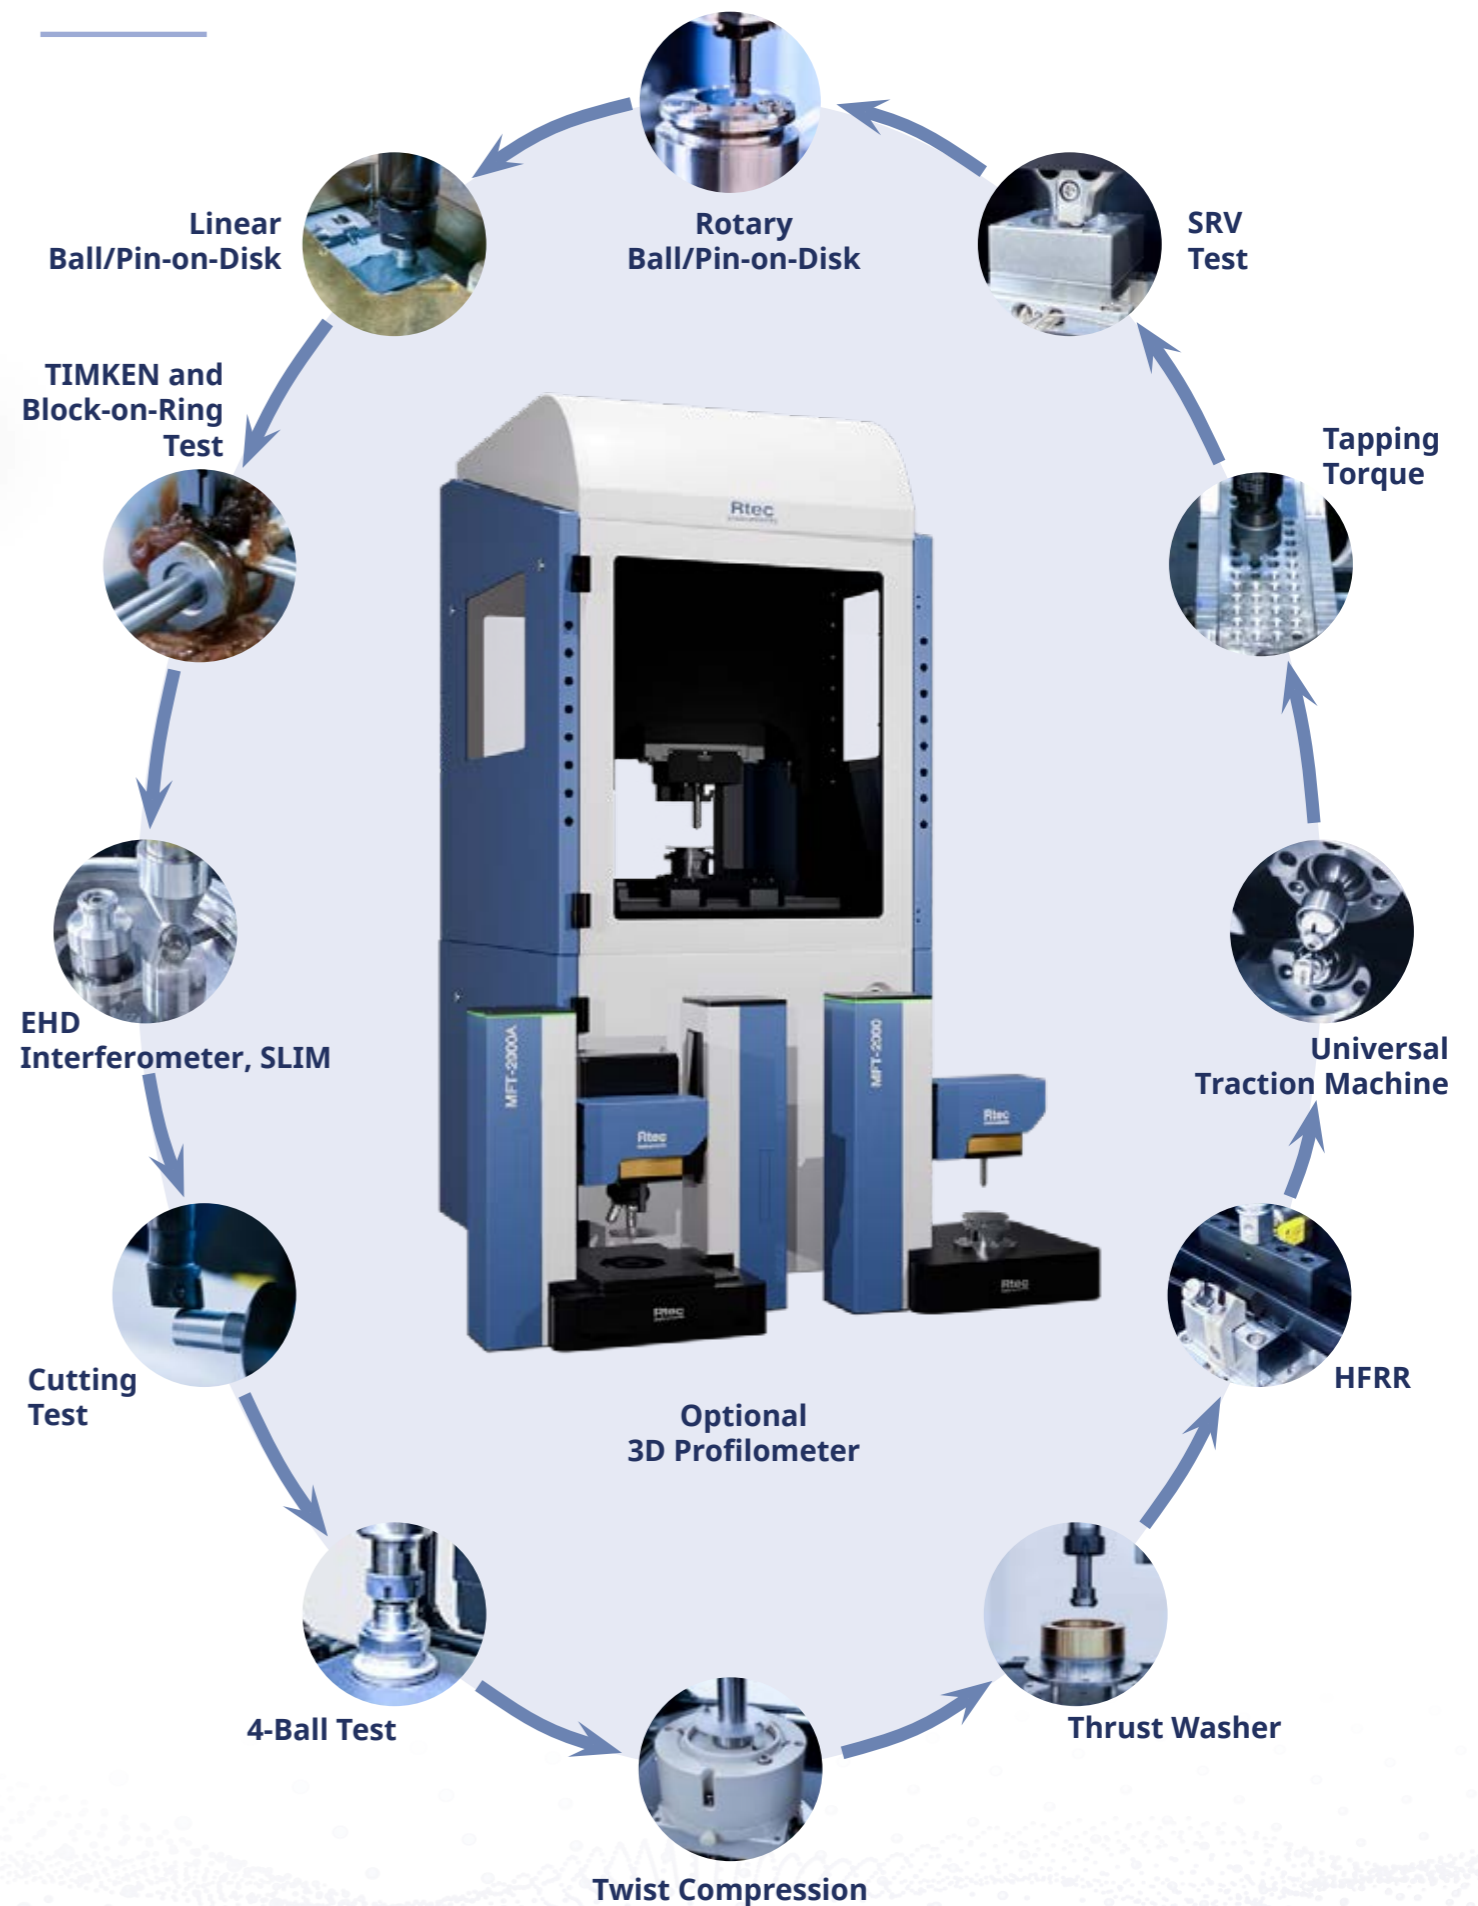 Rotary
Ball/Pin-on-Disk
SRV
Test
Linear
Ball/Pin-on-Disk
TIMKEN and
Block-on-Ring
Test
Tapping
Torque
Rtec
EHD
Interferometer, SLIM
Universal
Traction Machine
MFT-2000A
MFT-2000
Rtec
Rtec
Rtec
Rtec
Cutting
Test
HFRR
Optional
3D Profilometer
4-Ball Test
Thrust Washer
Twist Compression